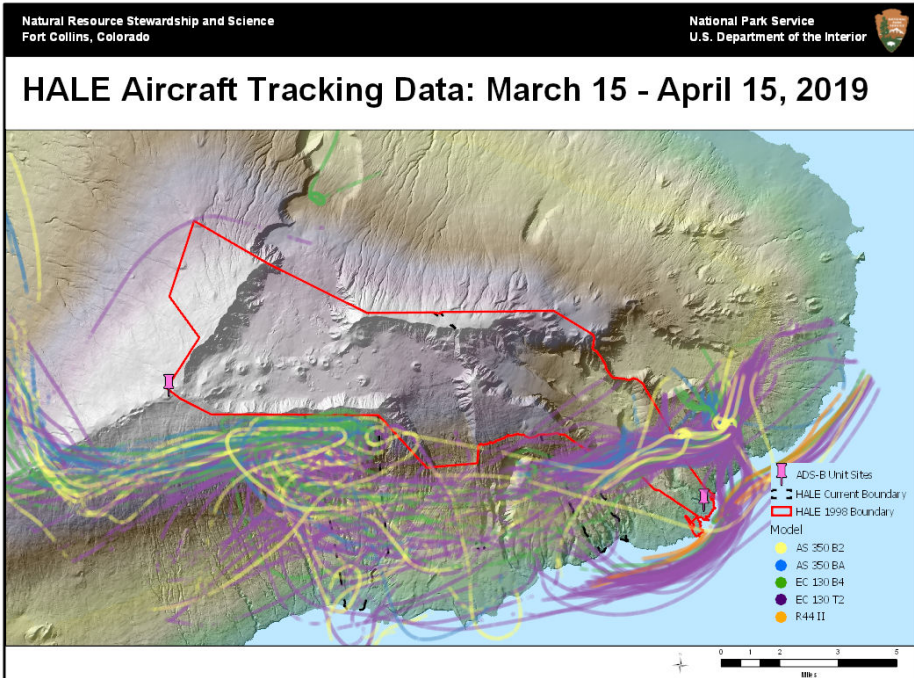 Natural Resource Stewardship and Science
Fort Collins, Colorado
National Park Service
U.S. Department of the Interior
HALE Aircraft Tracking Data: March 15 - April 15, 2019
ADS-B Unit Sites
HALE Current Boundary
HALE 1998 Boundary
Model
AS 350 B2
AS 350 BA
EC 130 B4
EC 130 T2
R44 II
0 1 2 3 4 5
Miles